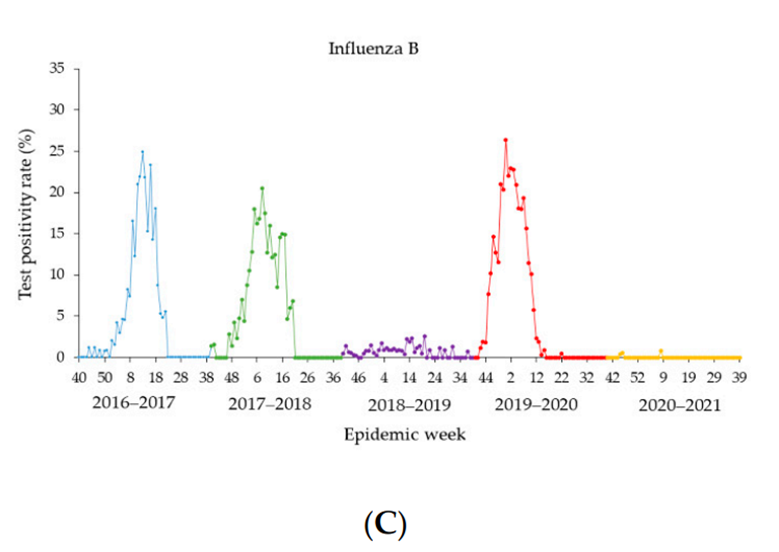 Influenza B
Test positivity rate (%)
35
30
25
20
15
10
5
0
40 50 8 18 28 38 48 6 16 26 36 46 4 14 24 34 44 2 12 22 32 42 52 9 19 29 39
2016–2017 2017–2018 2018–2019 2019–2020 2020–2021
Epidemic week
(C)